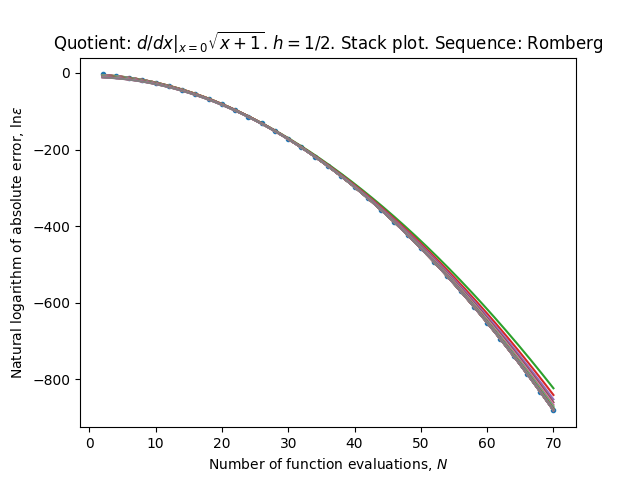 Quotient: $d/dx|_{x=0}\sqrt{x+1}$. $h=1/2$. Stack plot. Sequence: Romberg
0
−200
−400
−600
−800
Natural logarithm of absolute error, lnε
0 10 20 30 40 50 60 70
Number of function evaluations, N